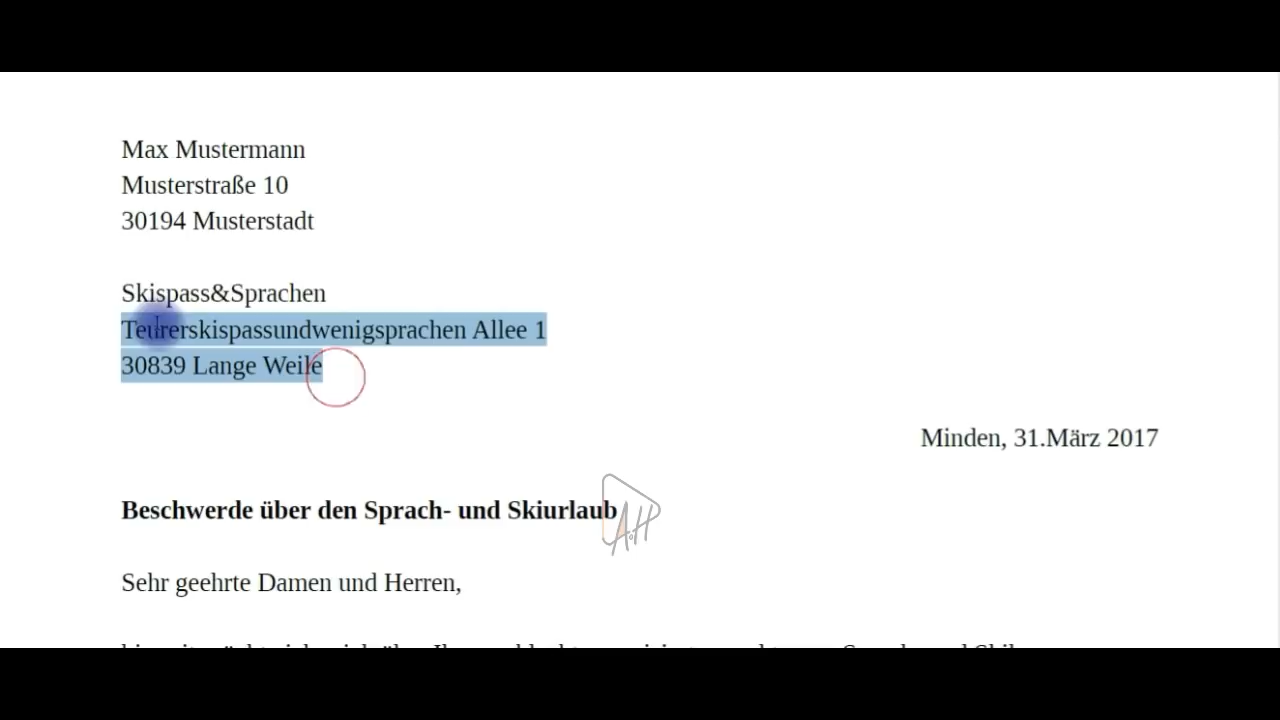 Max Mustermann
Musterstraße 10
30194 Musterstadt
Skispass&Sprachen
Teurerskispassundwenigsprachen Allee 1
30839 Lange Weile
Minden, 31.März 2017
Beschwerde über den Sprach- und Skiurlaub
A.H
Sehr geehrte Damen und Herren,